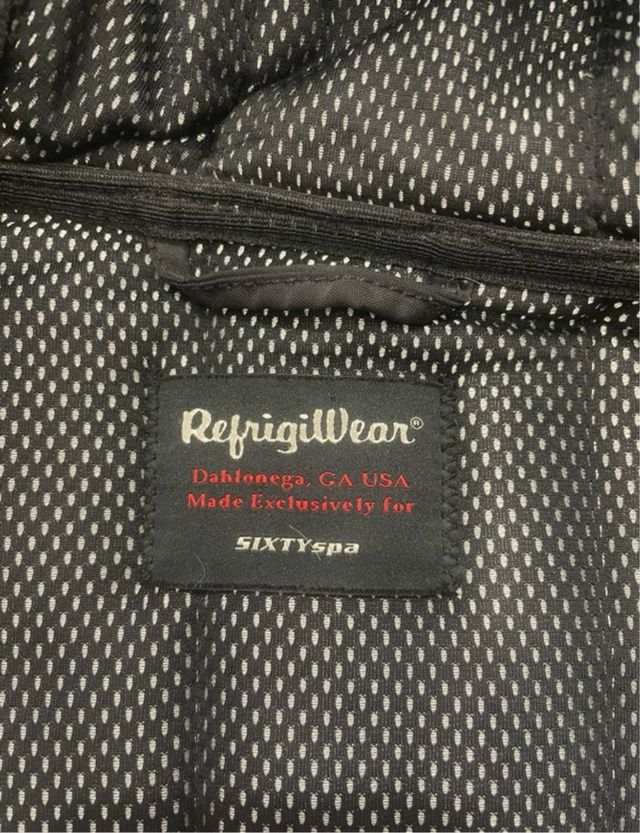 RefrigiWear®
Dahlonega, GA USA
Made Exclusively for
SIXTYspa